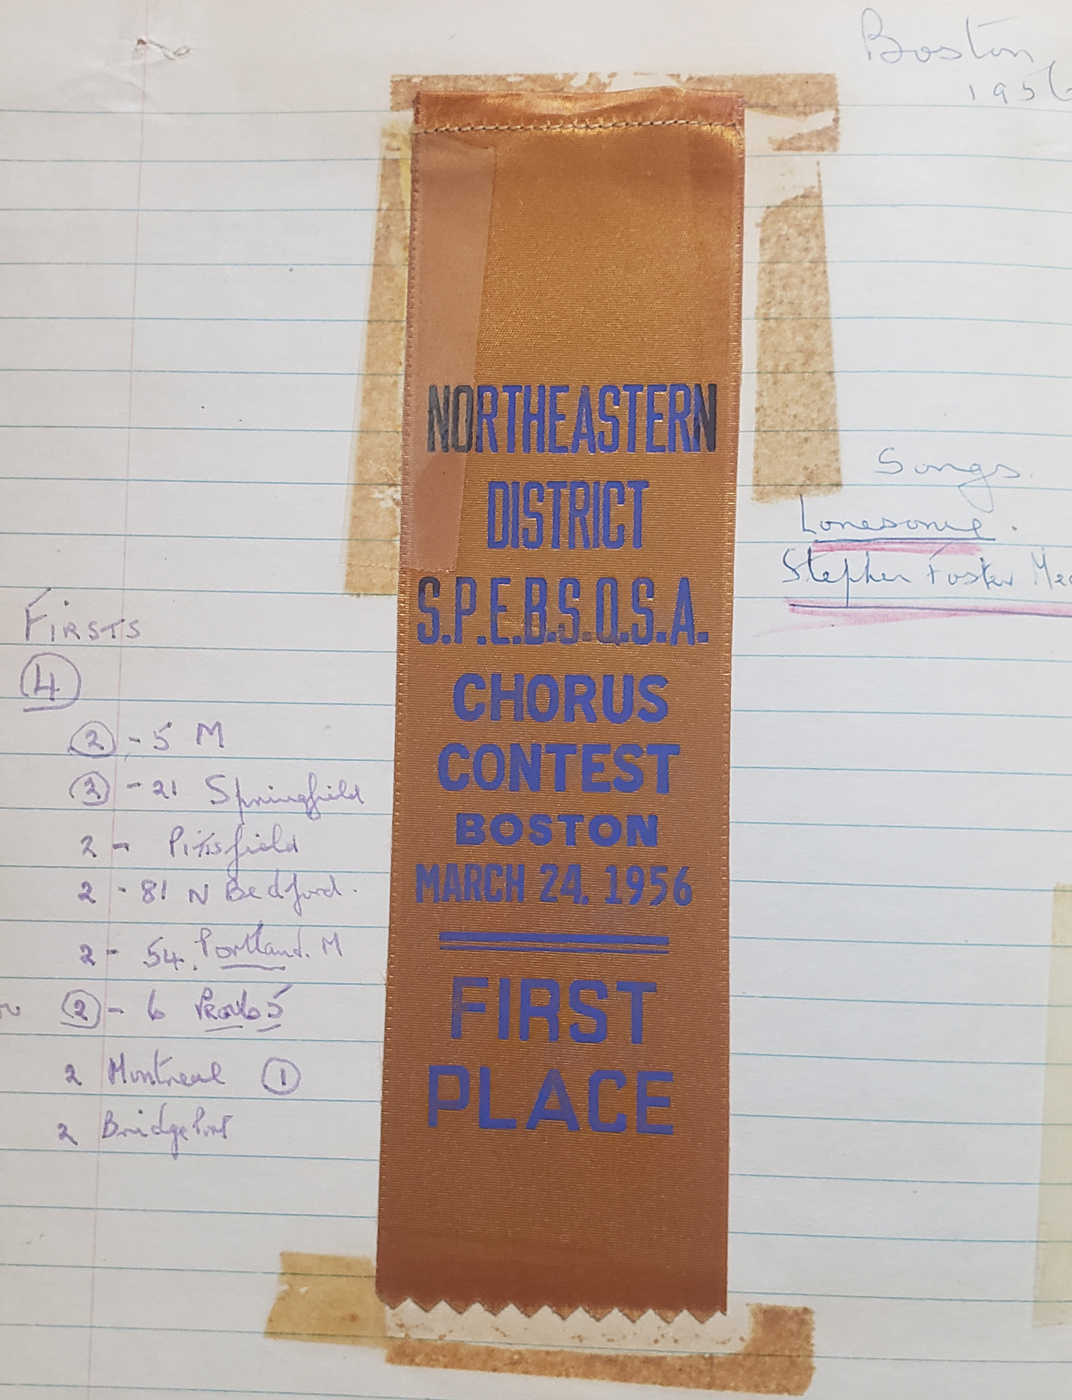 Boston,
1956
NORTHEASTERN
DISTRICT
S.P.E.B.S.Q.S.A.
CHORUS
CONTEST
BOSTON
MARCH 24, 1956
FIRST
PLACE
Songs.
Lonesome.
Stephen Foster
FIRSTS
4
2 - 5 M
3 - 21 Springfield
2 - Pittsfield
2 - 81 N Bedford.
2 - 54. Portland. M
2 - 6
2 Montreal 1
2 Bridgeport